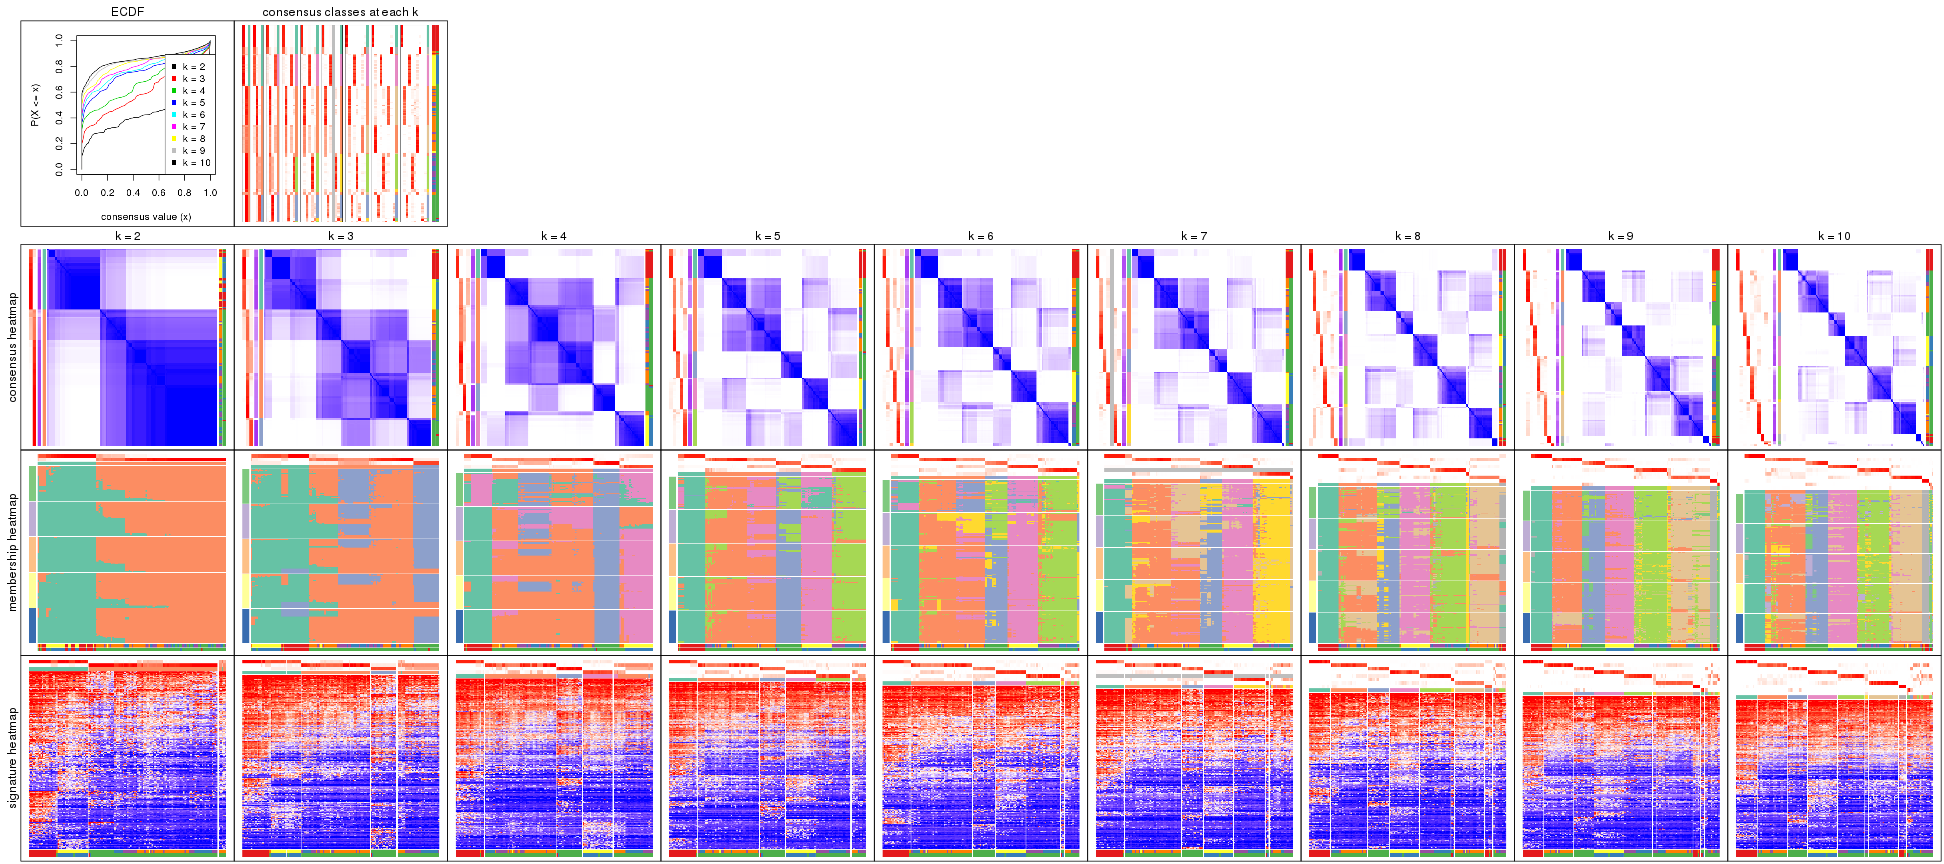 ECDF
consensus classes at each k
P(X <= x)
0.0 0.2 0.4 0.6 0.8 1.0
k = 2
k = 3
k = 4
k = 5
k = 6
k = 7
k = 8
k = 9
k = 10
0.0 0.2 0.4 0.6 0.8 1.0
consensus value (x)
k = 2 k = 3 k = 4 k = 5 k = 6 k = 7 k = 8 k = 9 k = 10
consensus heatmap
membership heatmap
signature heatmap